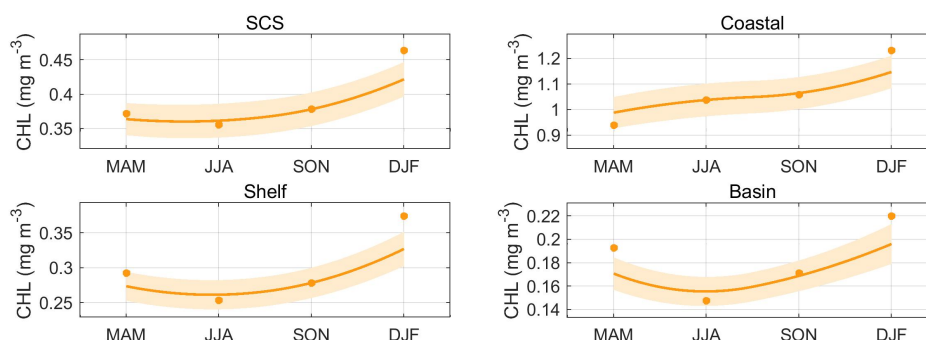 SCS
CHL (mg m⁻³)
0.45
0.4
0.35
MAM JJA SON DJF
Coastal
CHL (mg m⁻³)
1.2
1.1
1
0.9
MAM JJA SON DJF
Shelf
CHL (mg m⁻³)
0.35
0.3
0.25
MAM JJA SON DJF
Basin
CHL (mg m⁻³)
0.22
0.2
0.18
0.16
0.14
MAM JJA SON DJF